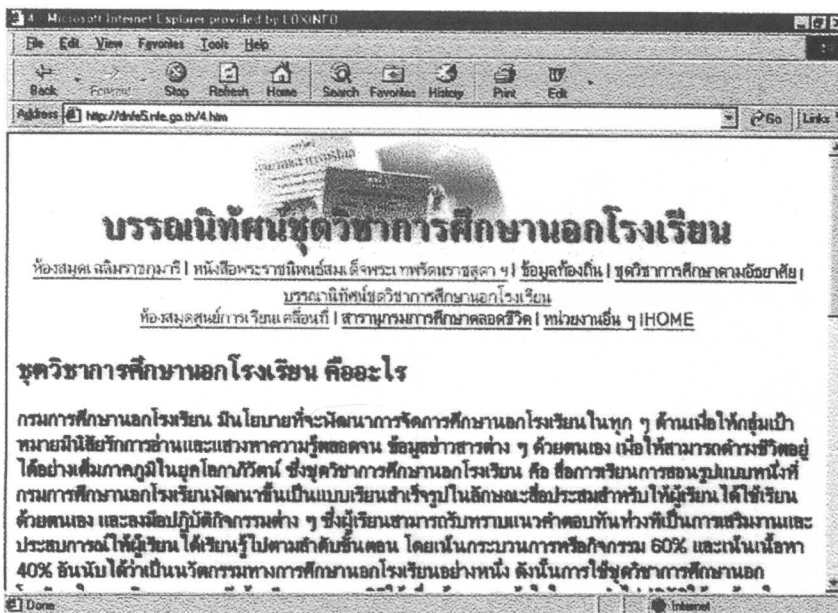 4 - Microsoft Internet Explorer provided by LOXINFO
File Edit View Favorites Tools Help
Back Forward Stop Refresh Home Search Favorites History Print Edit
Address http://dnfe5.nfe.go.th/4.htm Go Links
บรรณนิทัศน์ชุดวิชาการศึกษานอกโรงเรียน
ห้องสมุดเฉลิมราชกุมารี | หนังสือพระราชนิพนธ์สมเด็จพระเทพรัตนราชสุดา ฯ | ข้อมูลท้องถิ่น | ชุดวิชาการศึกษาตามอัธยาศัย |
บรรณานิทัศน์ชุดวิชาการศึกษานอกโรงเรียน
ห้องสมุดศูนย์การเรียนเคลื่อนที่ | สารานุกรมการศึกษาตลอดชีวิต | หน่วยงานอื่น ๆ | HOME
ชุดวิชาการศึกษานอกโรงเรียน คืออะไร
กรมการศึกษานอกโรงเรียน มีนโยบายที่จะพัฒนาการจัดการศึกษานอกโรงเรียนในทุก ๆ ด้านเพื่อให้กลุ่มเป้า
หมายมีนิสัยรักการอ่านและแสวงหาความรู้ตลอดจน ข้อมูลข่าวสารต่าง ๆ ด้วยตนเอง เพื่อให้สามารถดำรงชีวิตอยู่
ได้อย่างเต็มภาคภูมิในยุคโลกาภิวัตน์ ซึ่งชุดวิชาการศึกษานอกโรงเรียน คือ สื่อการเรียนการสอนรูปแบบหนึ่งที่
กรมการศึกษานอกโรงเรียนพัฒนาขึ้นเป็นแบบเรียนสำเร็จรูปในลักษณะสื่อประสมสำหรับให้ผู้เรียนได้ใช้เรียน
ด้วยตนเอง และลงมือปฏิบัติกิจกรรมต่าง ๆ ซึ่งผู้เรียนสามารถรับทราบแนวคำตอบทันท่วงทีเป็นการเสริมงานและ
ประสบการณ์ให้ผู้เรียนได้เรียนรู้ไปตามลำดับขั้นตอน โดยเน้นกระบวนการหรือกิจกรรม 60% และเน้นเนื้อหา
40% อันนับได้ว่าเป็นนวัตกรรมทางการศึกษานอกโรงเรียนอย่างหนึ่ง ดังนั้นการใช้ชุดวิชาการศึกษานอก
Done Internet